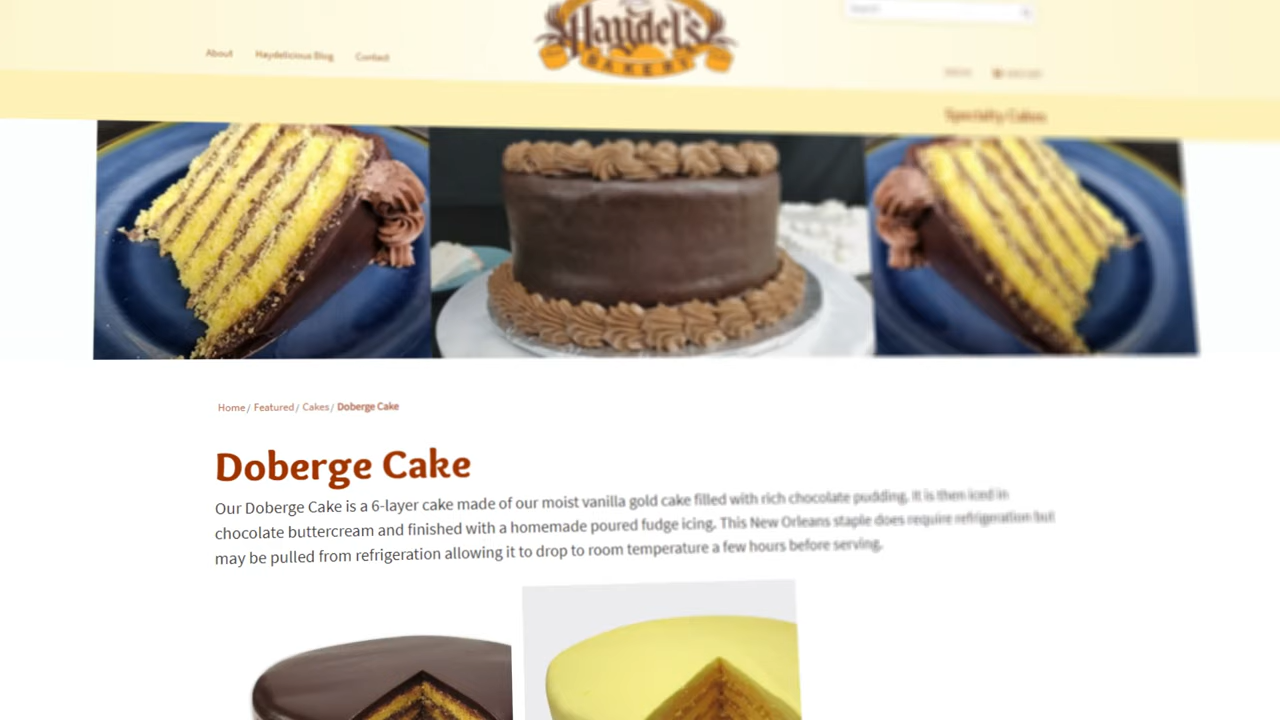 Haydel's
BAKERY
Search
About
Haydelicious Blog
Contact
Specialty Cakes
Home / Featured / Cakes / Doberge Cake
Doberge Cake
Our Doberge Cake is a 6-layer cake made of our moist vanilla gold cake filled with rich chocolate pudding. It is then iced in
chocolate buttercream and finished with a homemade poured fudge icing. This New Orleans staple does require refrigeration but
may be pulled from refrigeration allowing it to drop to room temperature a few hours before serving.